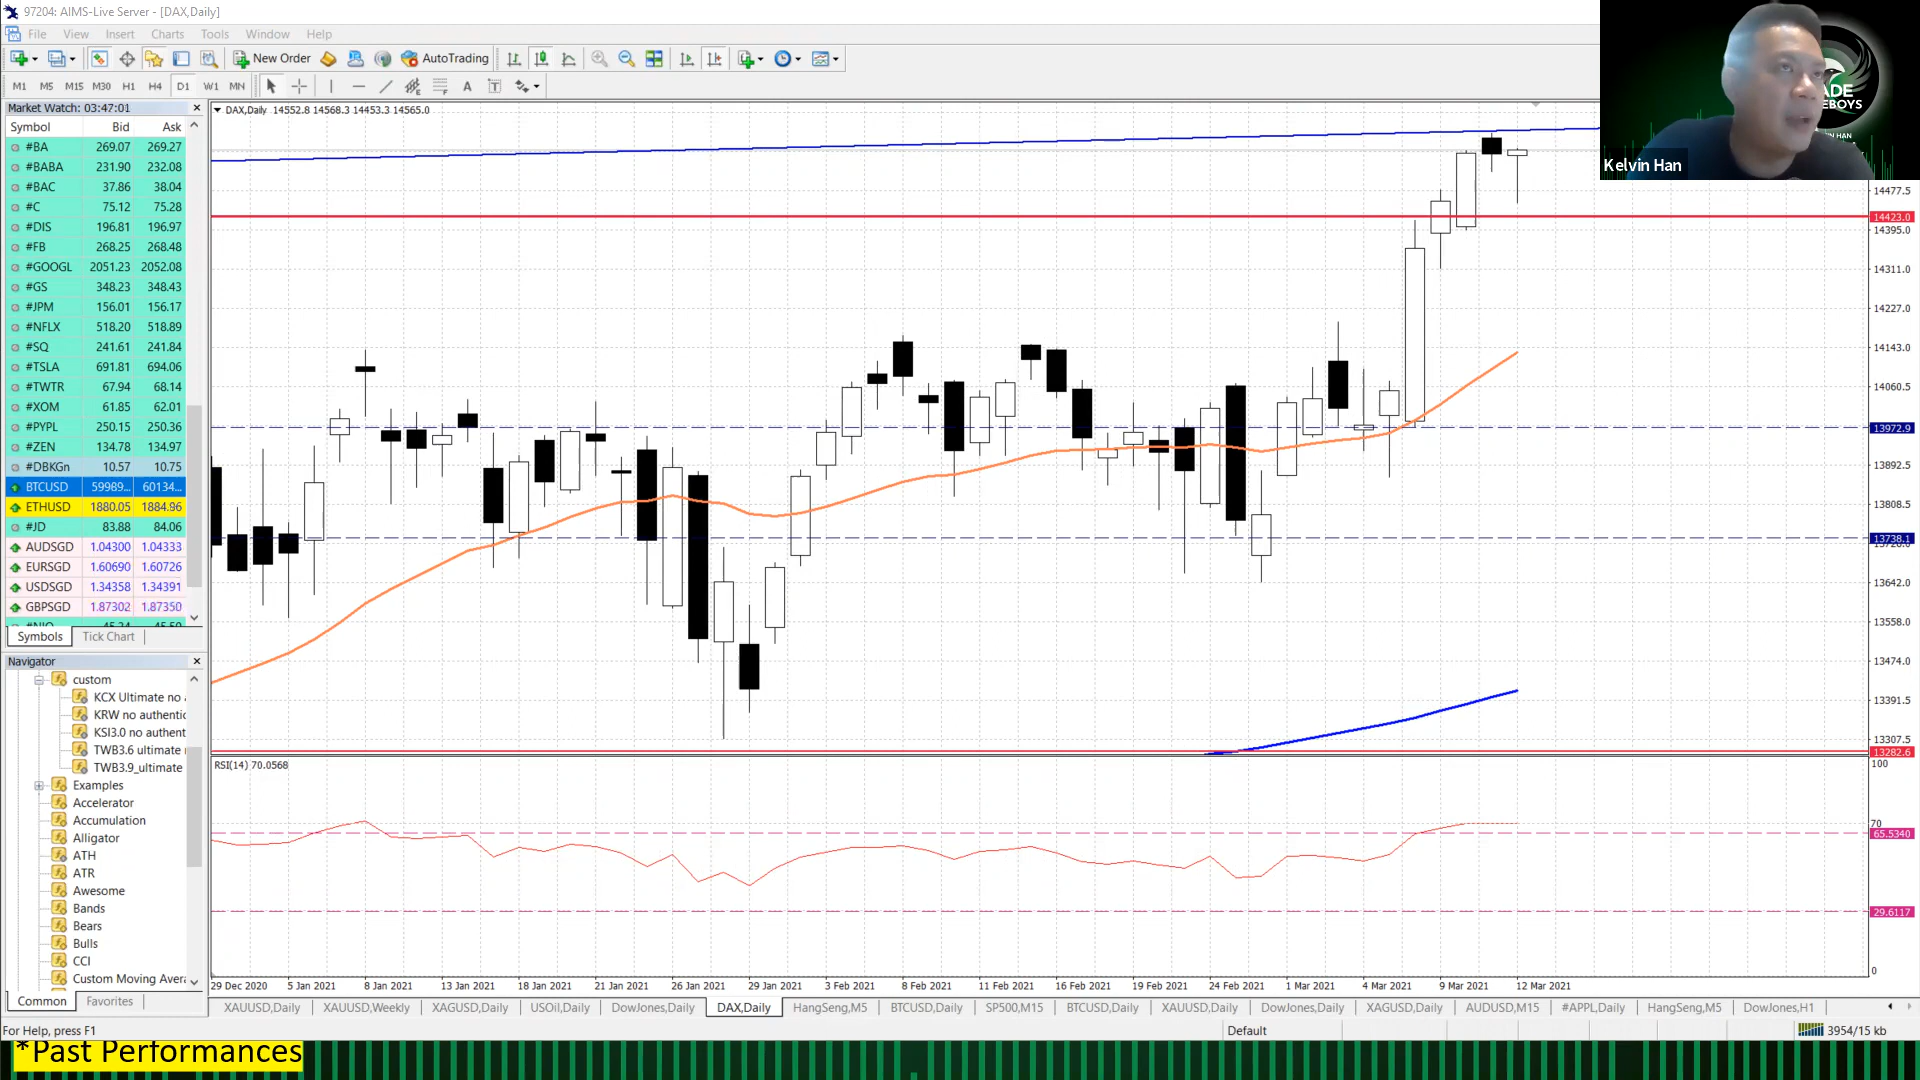 97204: AIMS-Live Server - [DAX,Daily]
File View Insert Charts Tools Window Help
New Order AutoTrading
M1 M5 M15 M30 H1 H4 D1 W1 MN A T
Market Watch: 03:47:01
Symbol Bid Ask
#BA 269.07 269.27
#BABA 231.90 232.08
#BAC 37.86 38.04
#C 75.12 75.28
#DIS 196.81 196.97
#FB 268.25 268.48
#GOOGL 2051.23 2052.08
#GS 348.23 348.43
#JPM 156.01 156.17
#NFLX 518.20 518.89
#SQ 241.61 241.84
#TSLA 691.81 694.06
#TWTR 67.94 68.14
#XOM 61.85 62.01
#PYPL 250.15 250.36
#ZEN 134.78 134.97
#DBKGn 10.57 10.75
BTCUSD 59989... 60134...
ETHUSD 1880.05 1884.96
#JD 83.88 84.06
AUDSGD 1.04300 1.04333
EURSGD 1.60690 1.60726
USDSGD 1.34358 1.34391
GBPSGD 1.87302 1.87350
Symbols Tick Chart
Navigator
custom
KCX Ultimate no
KRW no authentic
KSI3.0 no authent
TWB3.6 ultimate
TWB3.9_ultimate
Examples
Accelerator
Accumulation
Alligator
ATH
ATR
Awesome
Bands
Bears
Bulls
CCI
Custom Moving Avera
Common Favorites
DAX,Daily 14552.8 14568.3 14453.3 14565.0
14477.5
14423.0
14395.0
14311.0
14227.0
14143.0
14060.5
13972.9
13892.5
13808.5
13738.1
13642.0
13558.0
13474.0
13391.5
13307.5
13282.6
RSI(14) 70.0568
100
70
65.5340
29.6117
0
29 Dec 2020 5 Jan 2021 8 Jan 2021 13 Jan 2021 18 Jan 2021 21 Jan 2021 26 Jan 2021 29 Jan 2021 3 Feb 2021 8 Feb 2021 11 Feb 2021 16 Feb 2021 19 Feb 2021 24 Feb 2021 1 Mar 2021 4 Mar 2021 9 Mar 2021 12 Mar 2021
XAUUSD,Daily XAUUSD,Weekly XAGUSD,Daily USOil,Daily DowJones,Daily DAX,Daily HangSeng,M5 BTCUSD,Daily SP500,M15 BTCUSD,Daily XAUUSD,Daily DowJones,Daily XAGUSD,Daily AUDUSD,M15 #APPL,Daily HangSeng,M5 DowJones,H1
For Help, press F1
Default
3954/15 kb
*Past Performances
Kelvin Han